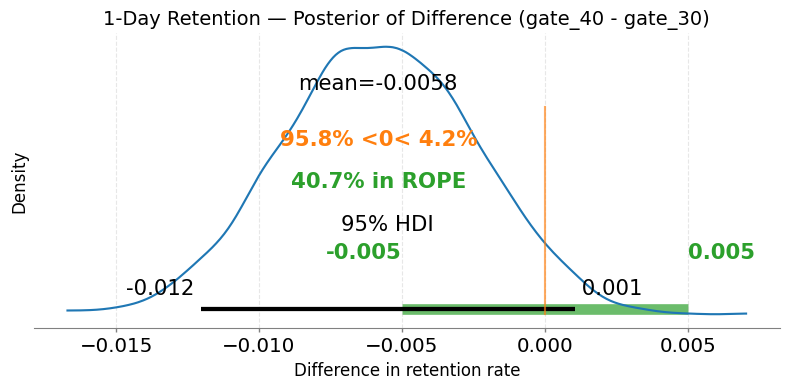 1-Day Retention — Posterior of Difference (gate_40 - gate_30)
mean=-0.0058
95.8% <0< 4.2%
40.7% in ROPE
95% HDI
-0.005
0.005
-0.012
0.001
Density
−0.015
−0.010
−0.005
0.000
0.005
Difference in retention rate